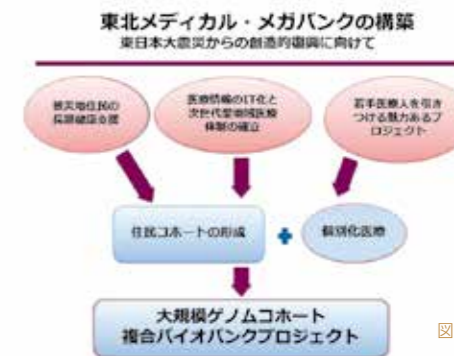 東北メディカル・メガバンクの構築
東日本大震災からの創造的復興に向けて
被災地住民の
長期健康支援
医療情報のIT化と
次世代型地域医療
体制の確立
若手医療人を引き
つける魅力あるプ
ロジェクト
住民コホートの形成
+
個別化医療
大規模ゲノムコホート
複合バイオバンクプロジェクト
図